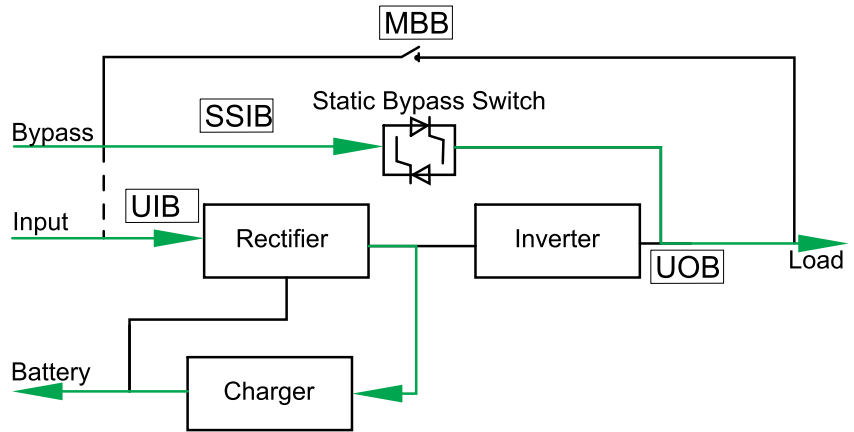 MBB
Static Bypass Switch
SSIB
Bypass
UIB
Input
Rectifier
Inverter
UOB
Load
Battery
Charger